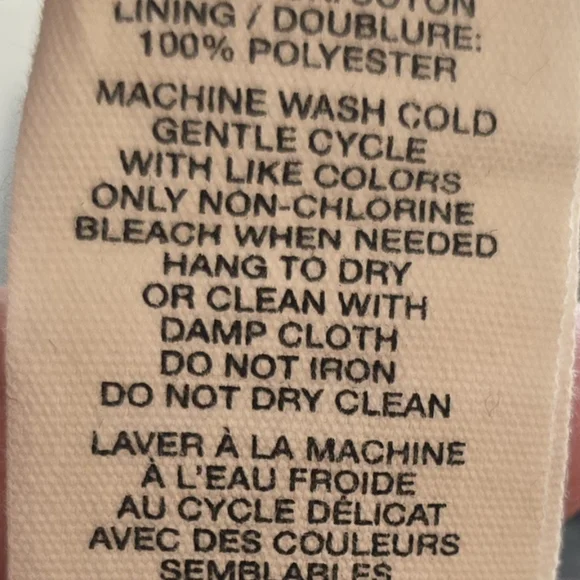 LINING / DOUBLURE:
100% POLYESTER
MACHINE WASH COLD
GENTLE CYCLE
WITH LIKE COLORS
ONLY NON-CHLORINE
BLEACH WHEN NEEDED
HANG TO DRY
OR CLEAN WITH
DAMP CLOTH
DO NOT IRON
DO NOT DRY CLEAN
LAVER À LA MACHINE
À L'EAU FROIDE
AU CYCLE DÉLICAT
AVEC DES COULEURS
SEMBLABLES